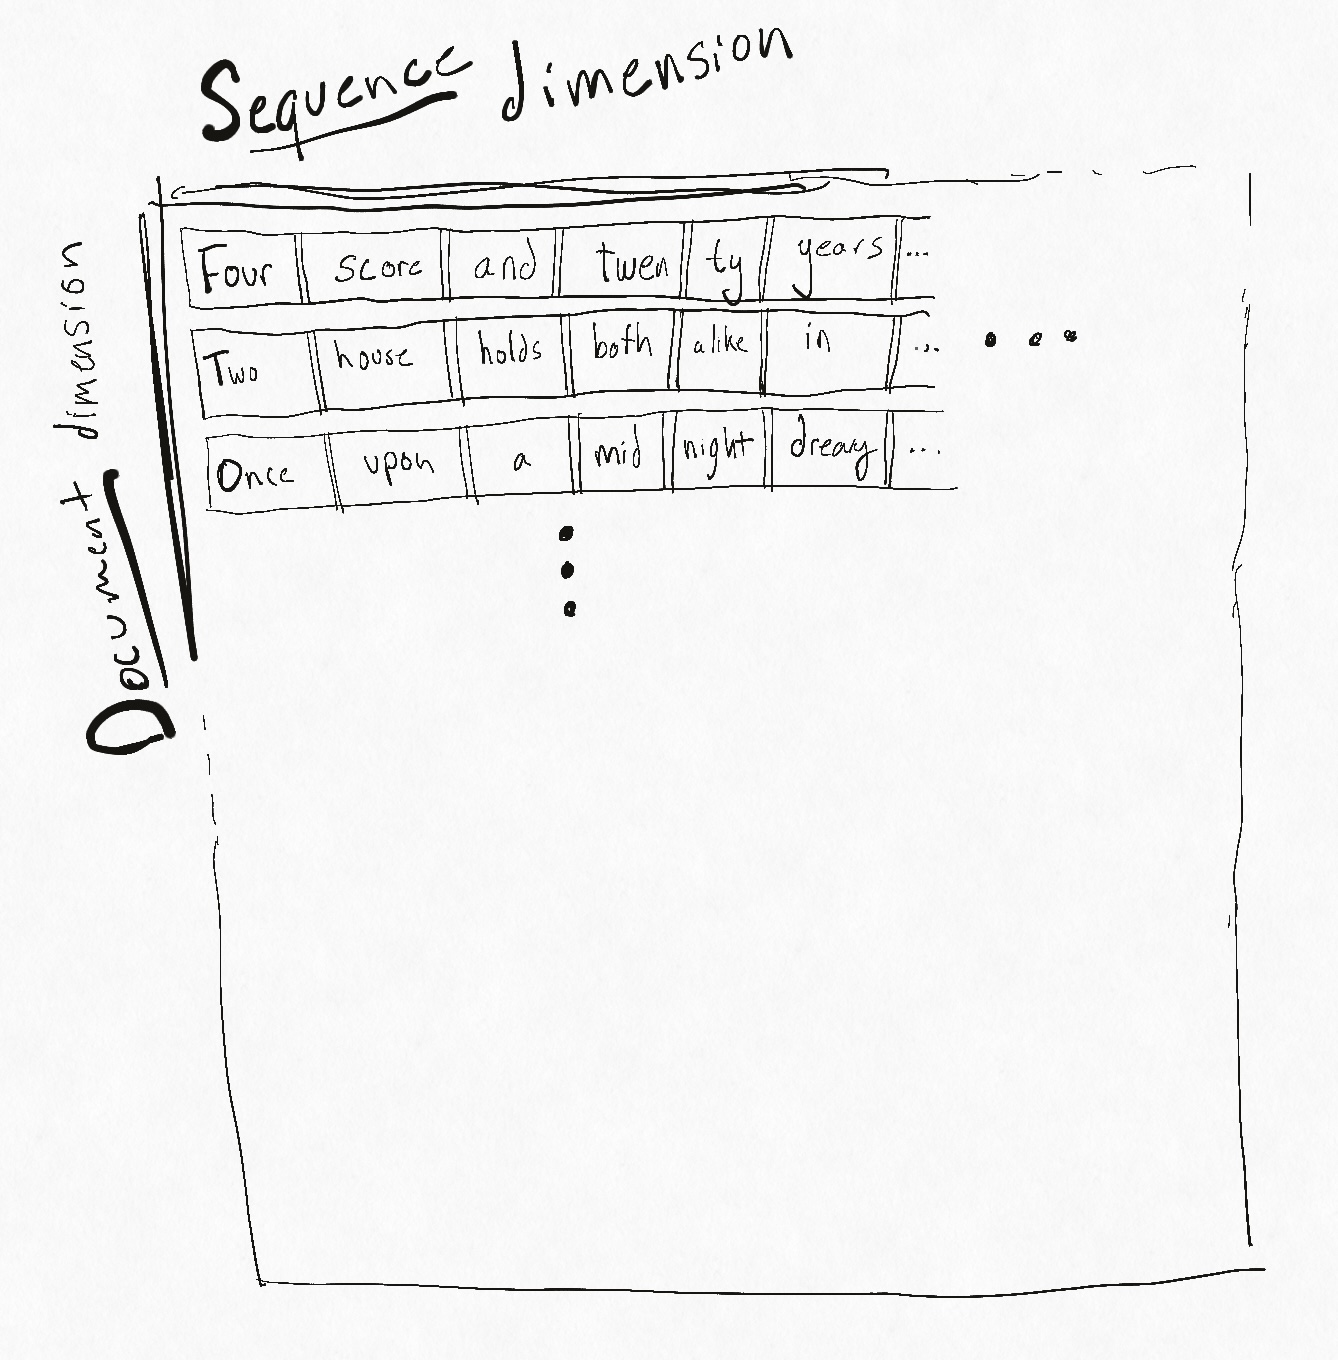 Sequence dimension
Document dimension
Four score and twen ty years ...
Two house holds both alike in ...
Once upon a mid night dreary ...